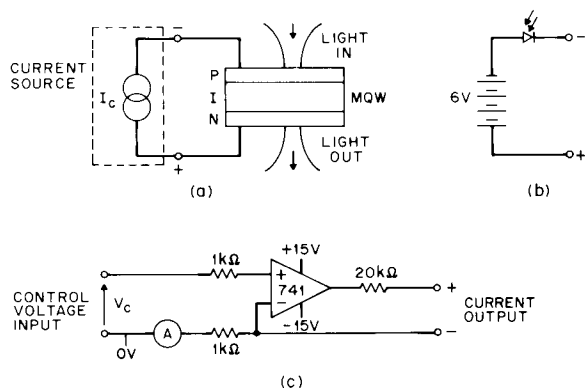 CURRENT
SOURCE
I_C
−
+
LIGHT
IN
P
I
N
MQW
LIGHT
OUT
(a)
6V
−
+
(b)
CONTROL
VOLTAGE
INPUT
V_C
0V
A
1kΩ
1kΩ
+
−
741
+15V
−15V
20kΩ
+
−
CURRENT
OUTPUT
(c)